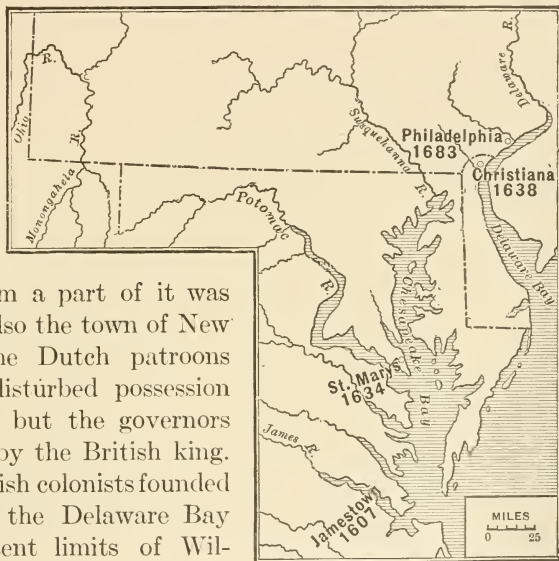 Ohio
R.
Monongahela R.
Susquehanna R.
Delaware R.
Philadelphia
1683
Christiana
1638
Delaware Bay
Potomac R.
Chesapeake Bay
St. Marys
1634
James R.
Jamestown
1607
MILES
0 25
m a part of it was
lso the town of New
ne Dutch patroons
disturbed possession
but the governors
by the British king.
ish colonists founded
the Delaware Bay
ent limits of Wil-